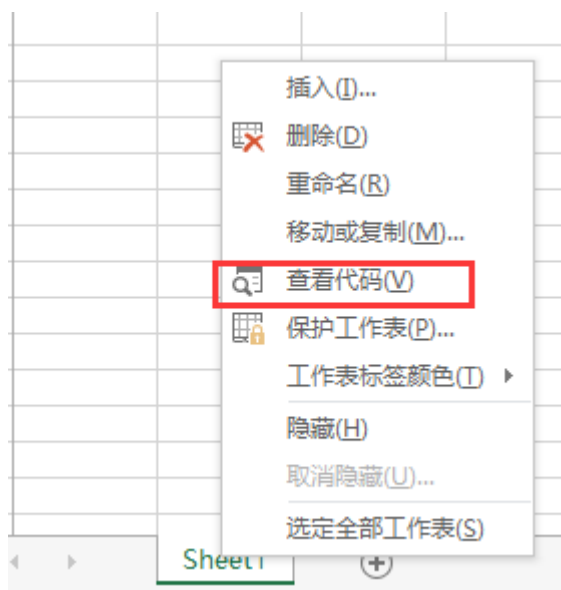 插入(I)...
删除(D)
重命名(R)
移动或复制(M)...
查看代码(V)
保护工作表(P)...
工作表标签颜色(T)
隐藏(H)
取消隐藏(U)...
选定全部工作表(S)
Sheet1